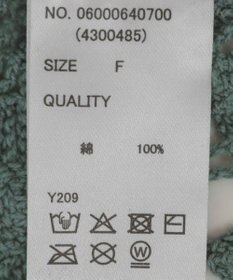 NO. 06000640700
(4300485)
SIZE F
QUALITY
綿 100%
Y209
W